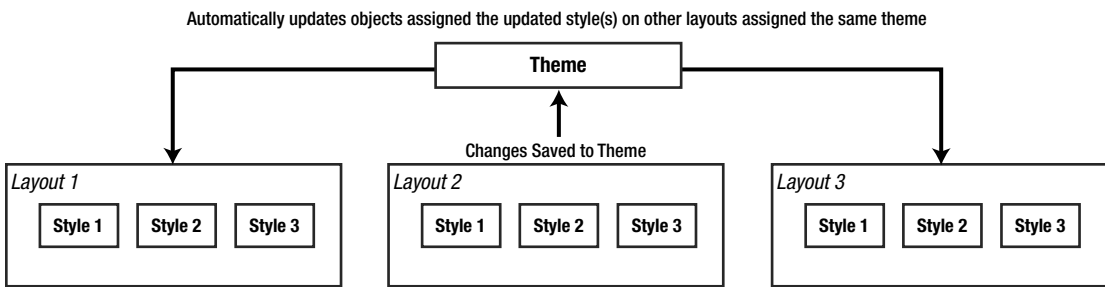 Automatically updates objects assigned the updated style(s) on other layouts assigned the same theme
Theme
Changes Saved to Theme
Layout 1
Style 1
Style 2
Style 3
Layout 2
Style 1
Style 2
Style 3
Layout 3
Style 1
Style 2
Style 3